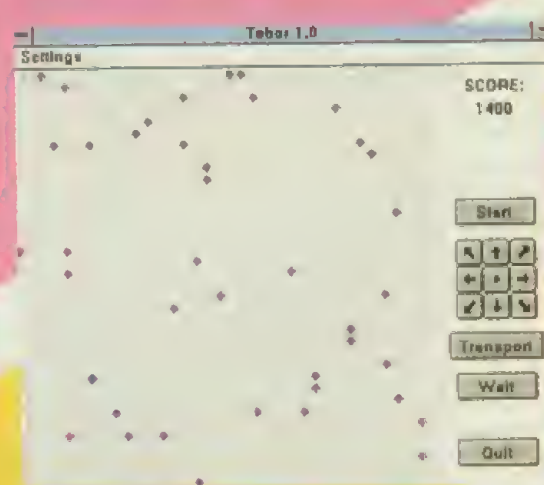 Tobor 1.0
Settings
SCORE:
1400
Start
Transport
Wait
Quit